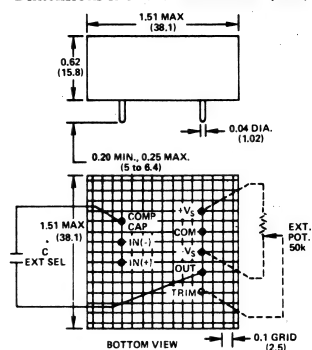 1.51 MAX
(38.1)
0.62
(15.8)
0.04 DIA.
(1.02)
0.20 MIN., 0.25 MAX.
(5 to 6.4)
1.51 MAX
(38.1)
COMP
CAP
IN(-)
IN(+)
+VS
COM
VS
OUT
TRIM
C
EXT SEL
EXT.
POT.
50k
BOTTOM VIEW
0.1 GRID
(2.5)